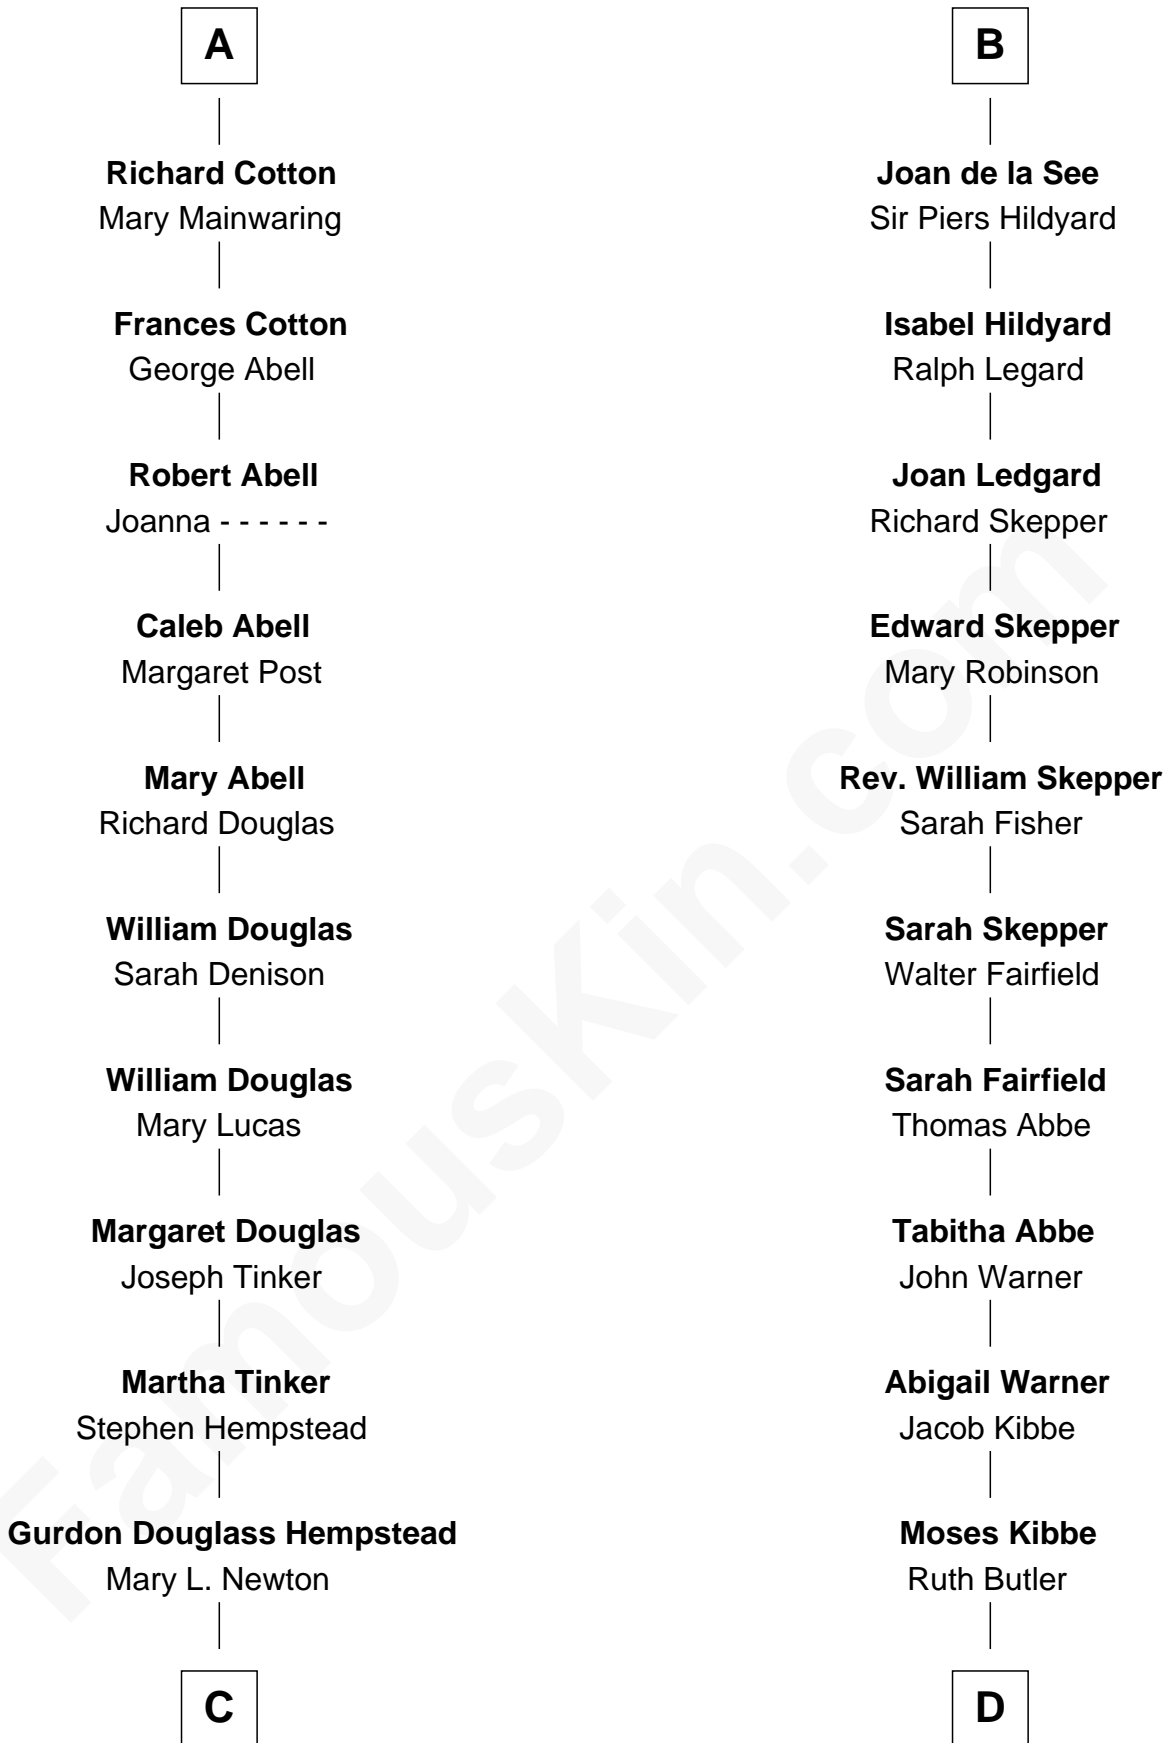 A
Richard Cotton
Mary Mainwaring
Frances Cotton
George Abell
Robert Abell
Joanna - - - - - -
Caleb Abell
Margaret Post
Mary Abell
Richard Douglas
William Douglas
Sarah Denison
William Douglas
Mary Lucas
Margaret Douglas
Joseph Tinker
Martha Tinker
Stephen Hempstead
Gurdon Douglass Hempstead
Mary L. Newton
C
B
Joan de la See
Sir Piers Hildyard
Isabel Hildyard
Ralph Legard
Joan Ledgard
Richard Skepper
Edward Skepper
Mary Robinson
Rev. William Skepper
Sarah Fisher
Sarah Skepper
Walter Fairfield
Sarah Fairfield
Thomas Abbe
Tabitha Abbe
John Warner
Abigail Warner
Jacob Kibbe
Moses Kibbe
Ruth Butler
D
FamousKin.com